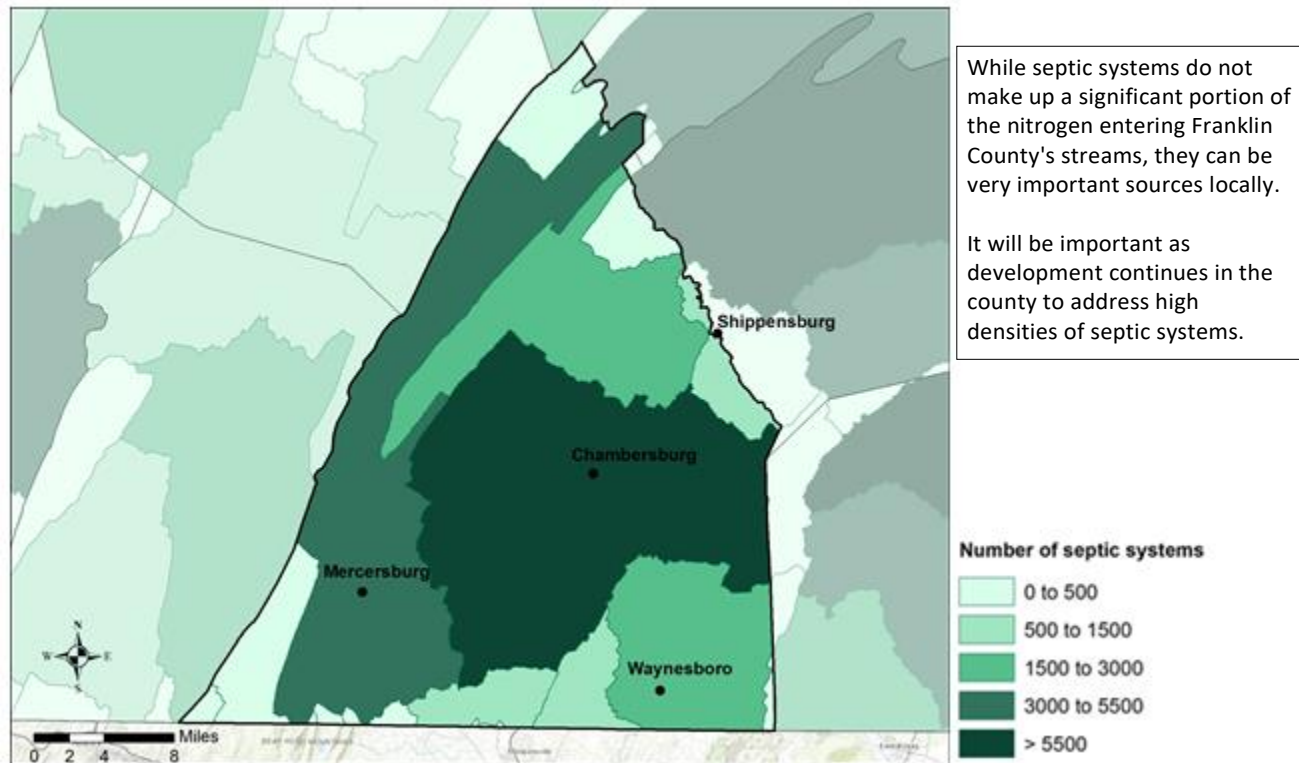 While septic systems do not
make up a significant portion of
the nitrogen entering Franklin
County's streams, they can be
very important sources locally.
It will be important as
development continues in the
county to address high
densities of septic systems.
Shippensburg
Chambersburg
Mercersburg
Waynesboro
N
W E
S
Miles
0 2 4 8
Number of septic systems
0 to 500
500 to 1500
1500 to 3000
3000 to 5500
> 5500